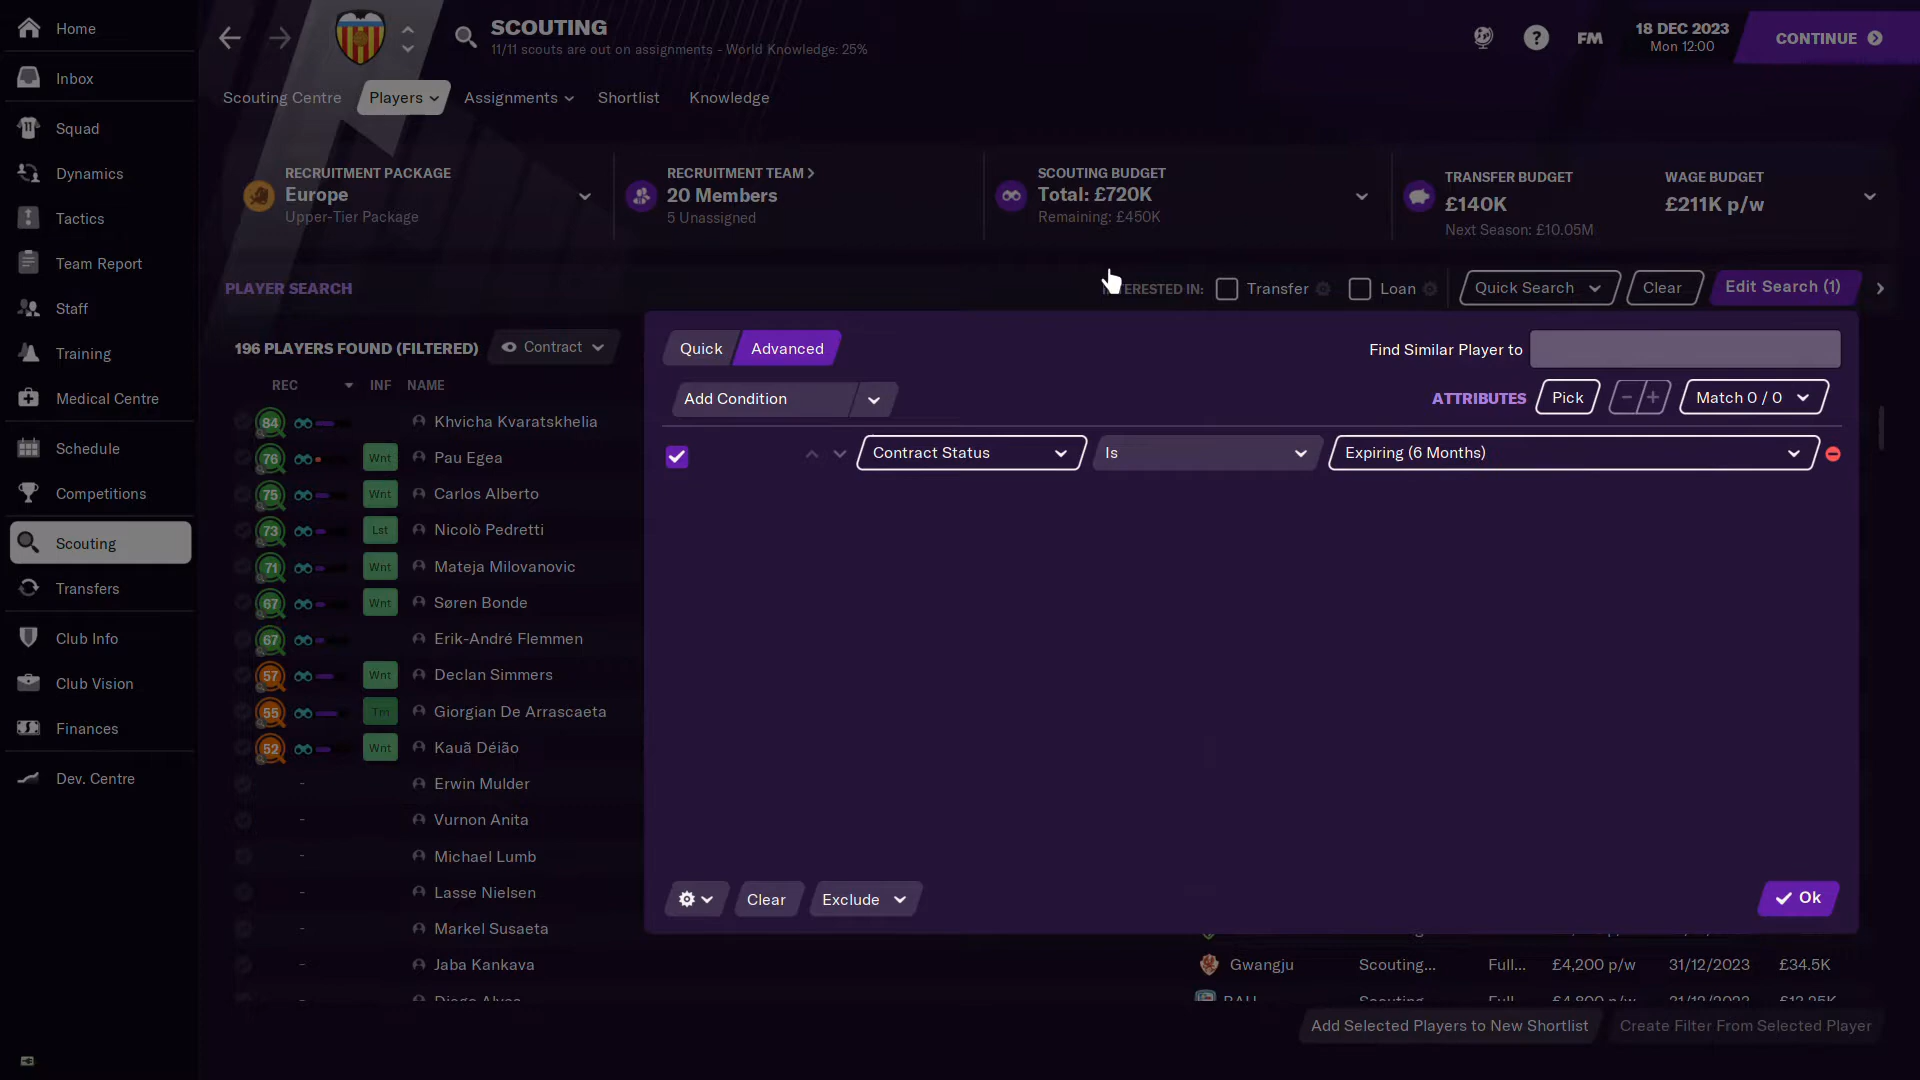 Home
Inbox
Squad
Dynamics
Tactics
Team Report
Staff
Training
Medical Centre
Schedule
Competitions
Scouting
Transfers
Club Info
Club Vision
Finances
Dev. Centre
SCOUTING
11/11 scouts are out on assignments - World Knowledge: 25%
FM
18 DEC 2023
Mon 12:00
CONTINUE
Scouting Centre
Players
Assignments
Shortlist
Knowledge
RECRUITMENT PACKAGE
Europe
Upper-Tier Package
RECRUITMENT TEAM >
20 Members
5 Unassigned
SCOUTING BUDGET
Total: £720K
Remaining: £450K
TRANSFER BUDGET
£140K
Next Season: £10.05M
WAGE BUDGET
£211K p/w
PLAYER SEARCH
TERESTED IN:
Transfer
Loan
Quick Search
Clear
Edit Search (1)
196 PLAYERS FOUND (FILTERED)
Contract
REC INF NAME
84 Khvicha Kvaratskhelia
76 Wnt Pau Egea
75 Wnt Carlos Alberto
73 Lst Nicolò Pedretti
71 Wnt Mateja Milovanovic
67 Wnt Søren Bonde
67 Erik-André Flemmen
57 Wnt Declan Simmers
55 Trn Giorgian De Arrascaeta
52 Wnt Kauã Déião
- Erwin Mulder
- Vurnon Anita
- Michael Lumb
- Lasse Nielsen
- Markel Susaeta
- Jaba Kankava
Quick
Advanced
Find Similar Player to
Add Condition
ATTRIBUTES
Pick
- / +
Match 0 / 0
Contract Status
Is
Expiring (6 Months)
Clear
Exclude
Ok
Gwangju Scouting... Full... £4,200 p/w 31/12/2023 £34.5K
Add Selected Players to New Shortlist
Create Filter From Selected Player